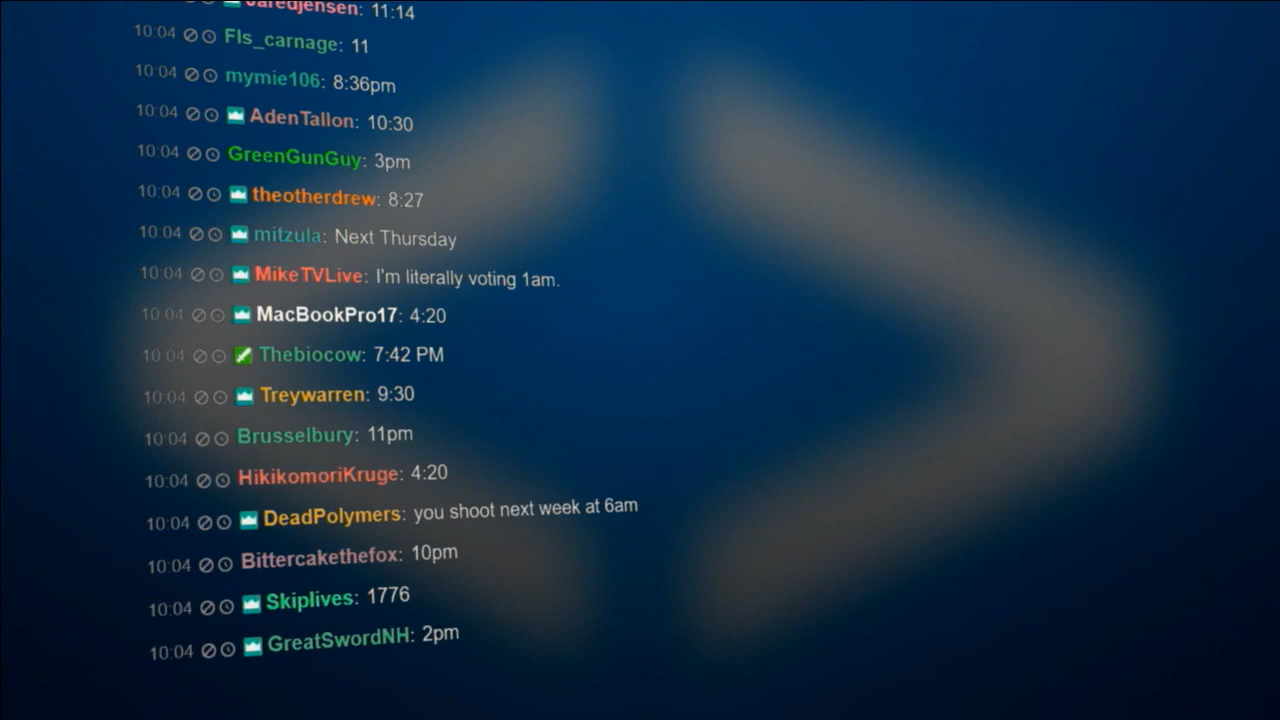 Jaredjensen: 11:14
10:04 Fls_carnage: 11
10:04 mymie106: 8:36pm
10:04 AdenTallon: 10:30
10:04 GreenGunGuy: 3pm
10:04 theotherdrew: 8:27
10:04 mitzula: Next Thursday
10:04 MikeTVLive: I'm literally voting 1am.
10:04 MacBookPro17: 4:20
10:04 Thebiocow: 7:42 PM
10:04 Treywarren: 9:30
10:04 Brusselbury: 11pm
10:04 HikikomoriKruge: 4:20
10:04 DeadPolymers: you shoot next week at 6am
10:04 Bittercakethefox: 10pm
10:04 Skiplives: 1776
10:04 GreatSwordNH: 2pm